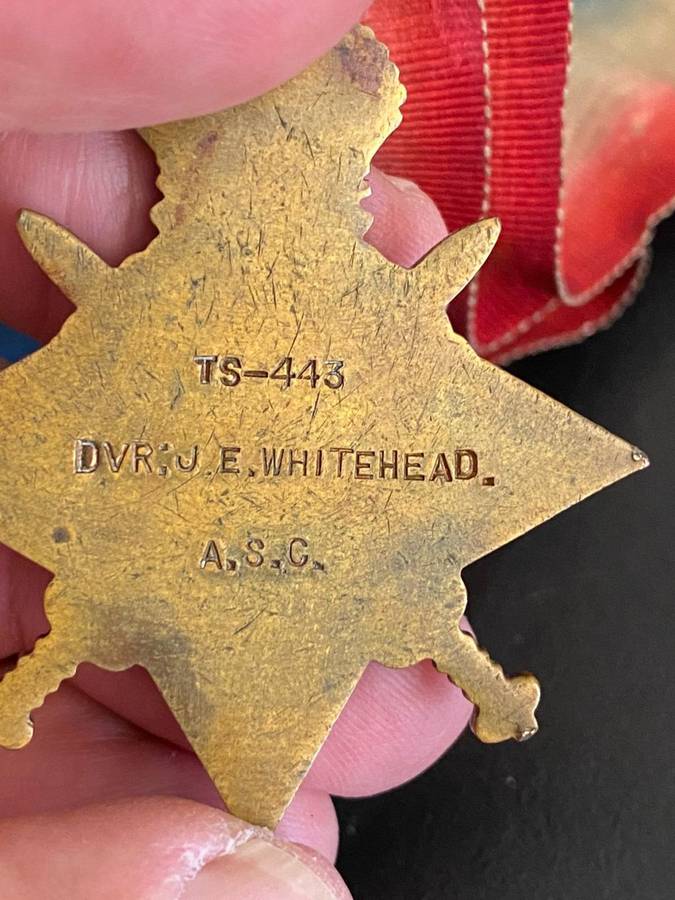 TS-443
DVR: J. E. WHITEHEAD.
A.S.C.